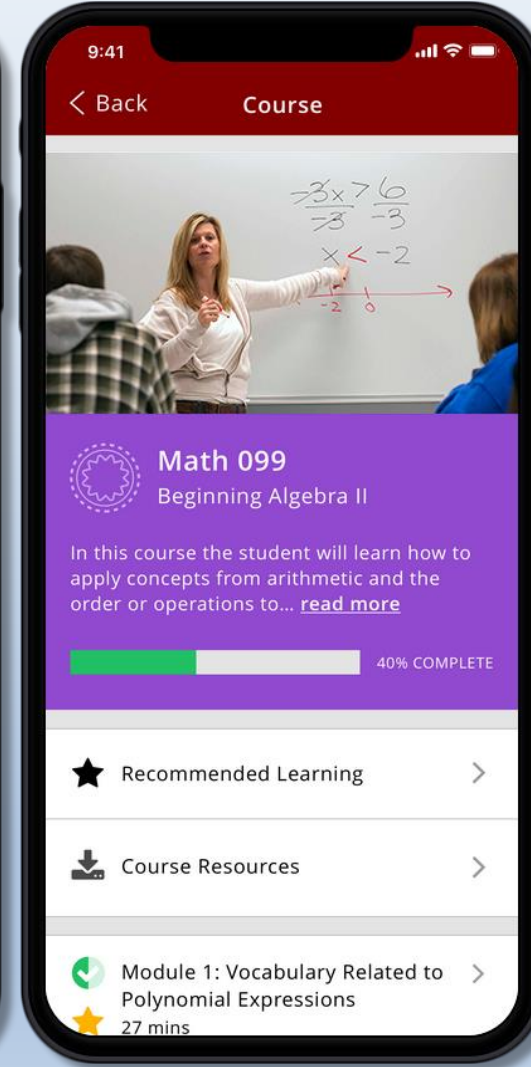 9:41
Back Course
-3x > 6
-3 -3
x < -2
-2 0
Math 099
Beginning Algebra II
In this course the student will learn how to
apply concepts from arithmetic and the
order or operations to... read more
40% COMPLETE
Recommended Learning
Course Resources
Module 1: Vocabulary Related to
Polynomial Expressions
27 mins